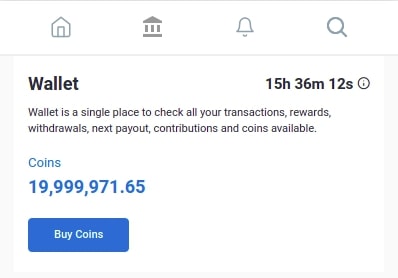 Wallet
15h 36m 12s
Wallet is a single place to check all your transactions, rewards,
withdrawals, next payout, contributions and coins available.
Coins
19,999,971.65
Buy Coins